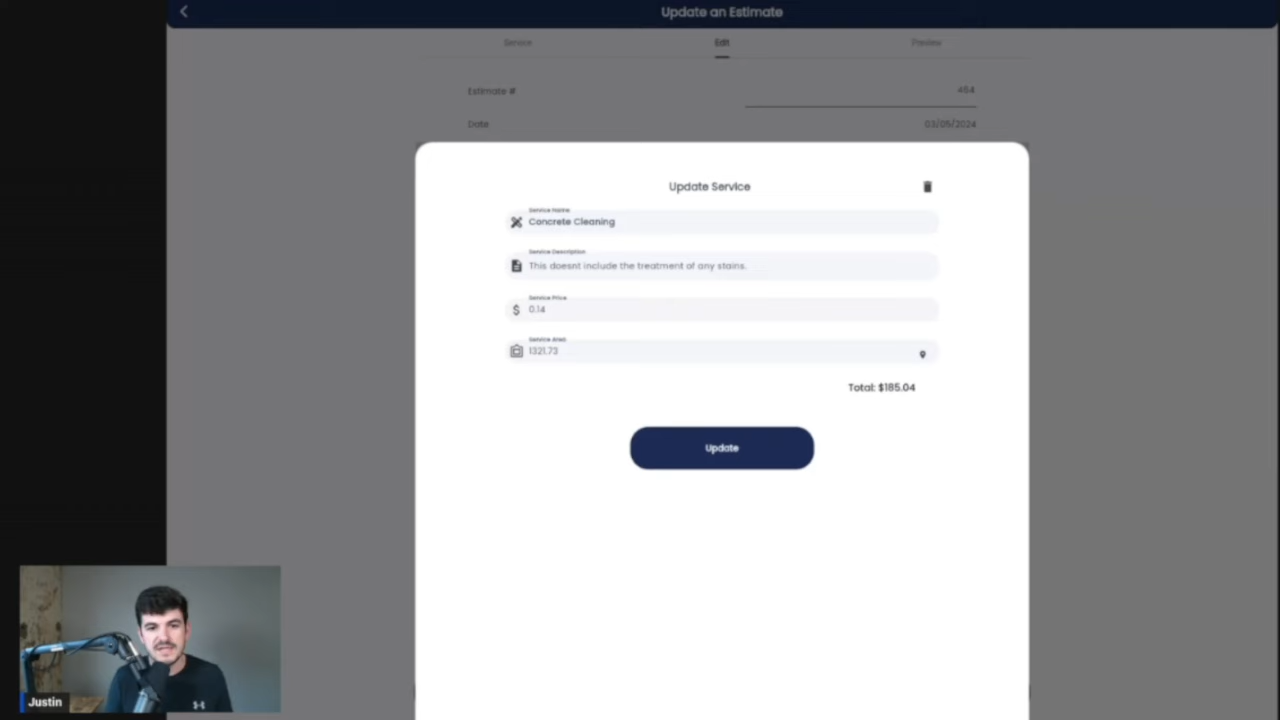 Update an Estimate
Service
Edit
Preview
Estimate #
464
Date
03/05/2024
Update Service
Service Name
Concrete Cleaning
Service Description
This doesnt include the treatment of any stains.
Service Price
$ 0.14
Service Area
1321.73
Total: $185.04
Update
Justin